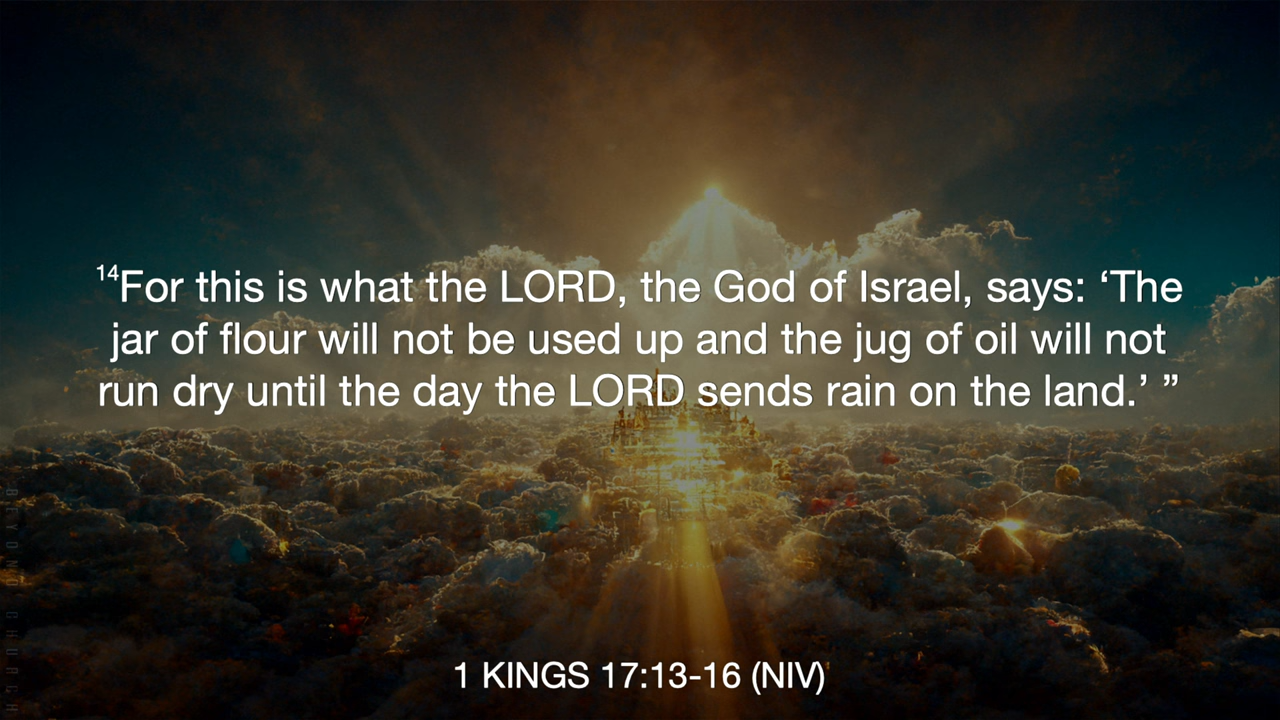 ¹⁴For this is what the LORD, the God of Israel, says: ‘The
jar of flour will not be used up and the jug of oil will not
run dry until the day the LORD sends rain on the land.’ ”
1 KINGS 17:13-16 (NIV)
BEYOND CHURCH